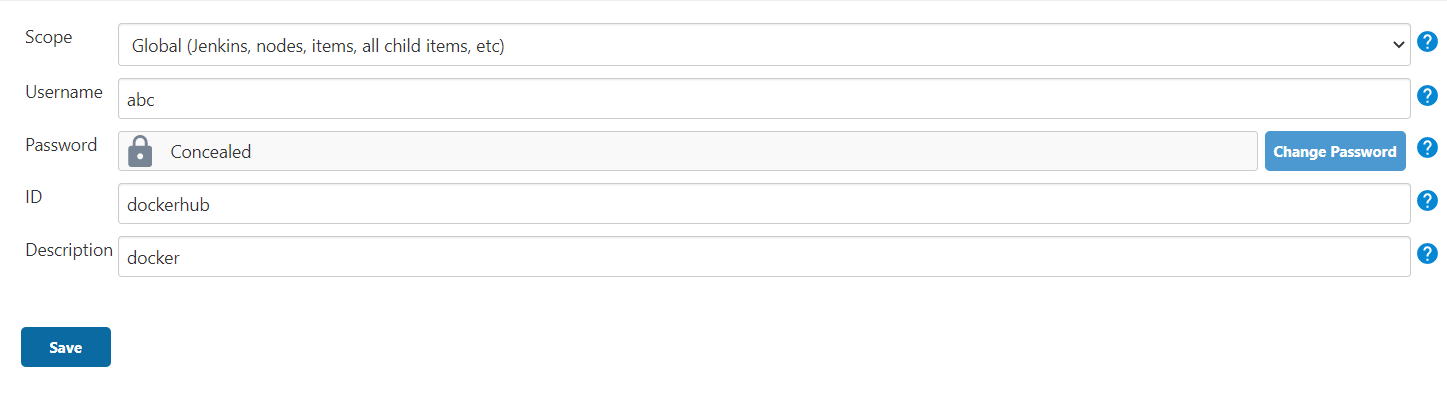 Scope
Global (Jenkins, nodes, items, all child items, etc)
?
Username
abc
?
Password
Concealed
Change Password
?
ID
dockerhub
?
Description
docker
?
Save